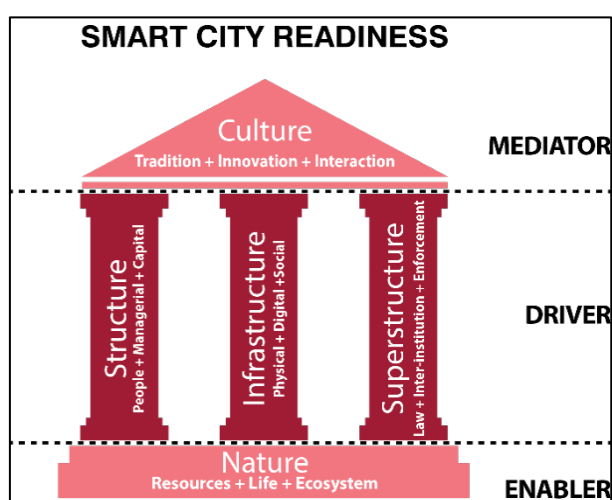 SMART CITY READINESS
Culture
Tradition + Innovation + Interaction
MEDIATOR
Structure
People + Managerial + Capital
Infrastructure
Physical + Digital +Social
Superstructure
Law + Inter-institution + Enforcement
DRIVER
Nature
Resources + Life + Ecosystem
ENABLER